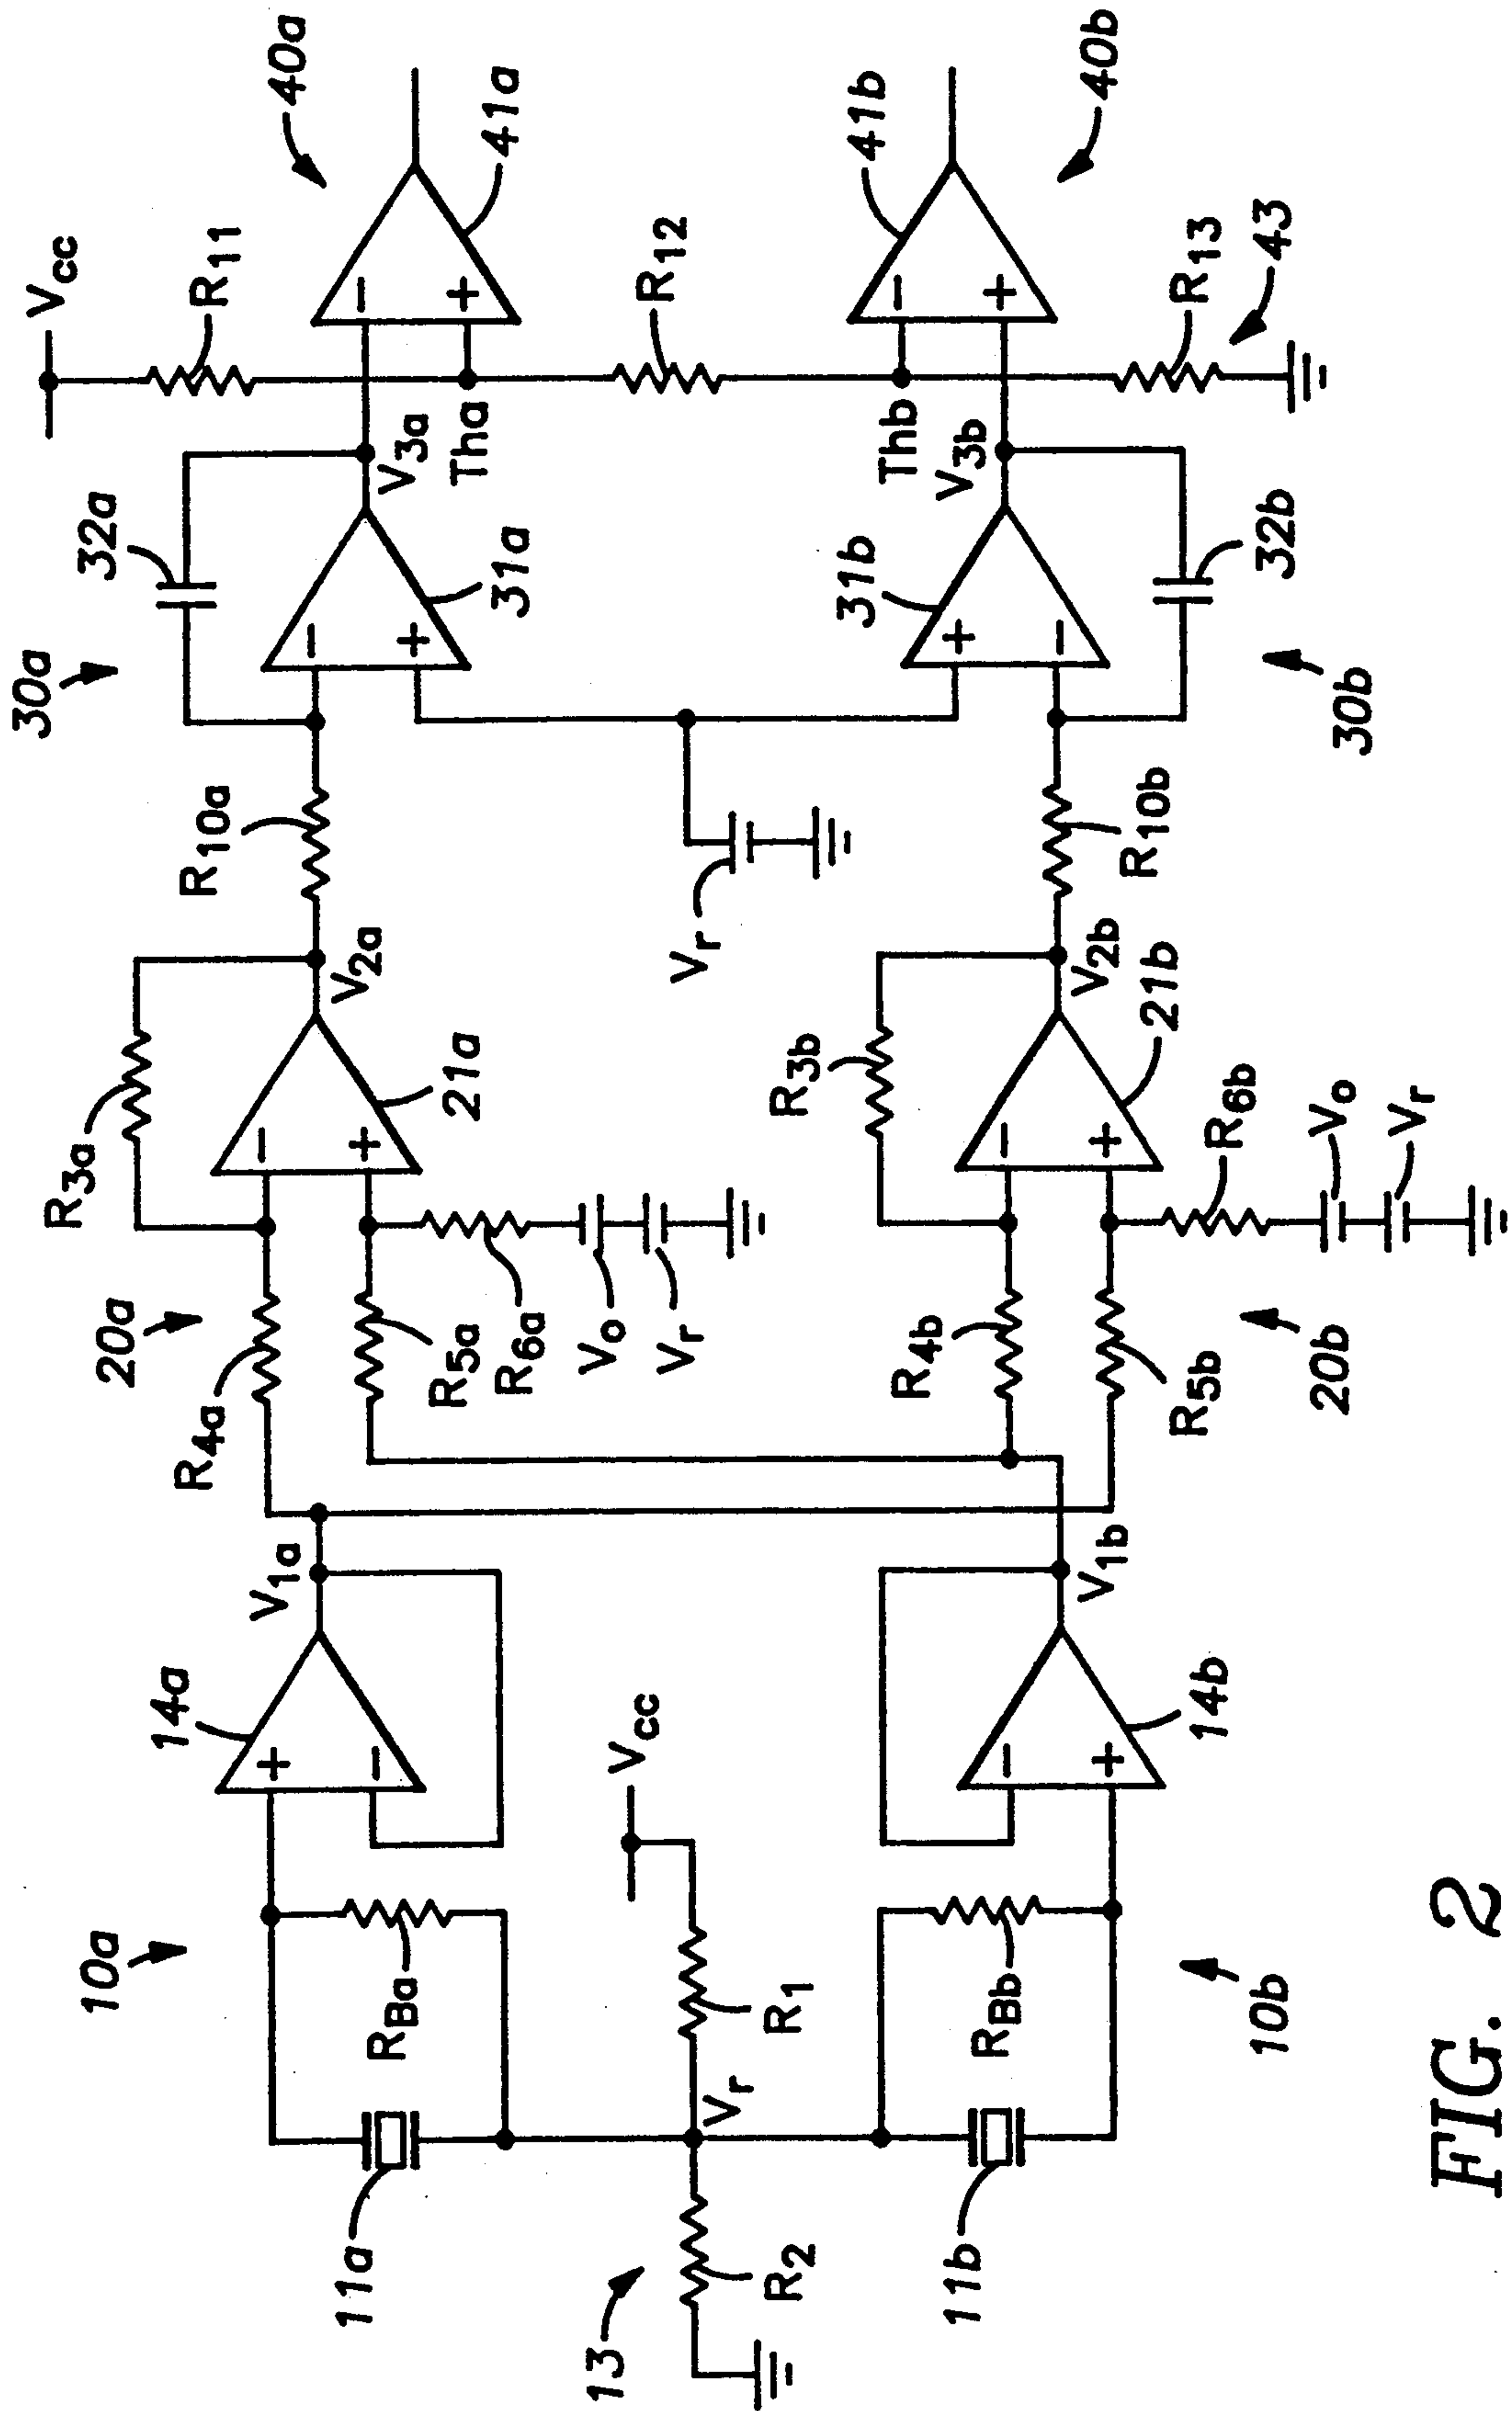 40a
Vcc
R11
41a
41b
40b
R12
R13
43
32a
V3a
Tha
Thb
V3b
32b
31a
31b
30a
30b
R10a
Vr
R10b
V2a
V2b
R3a
21a
R3b
21b
R6b
Vo
Vr
20a
R4a
R5a
R6a
Vo
Vr
R4b
R5b
20b
V1a
V1b
14a
Vcc
14b
10a
RBa
R1
RBb
10b
Vr
11a
13
R2
11b
FIG. 2
+
−
−
+
−
+
−
+
−
+
+
−
−
+
−
+